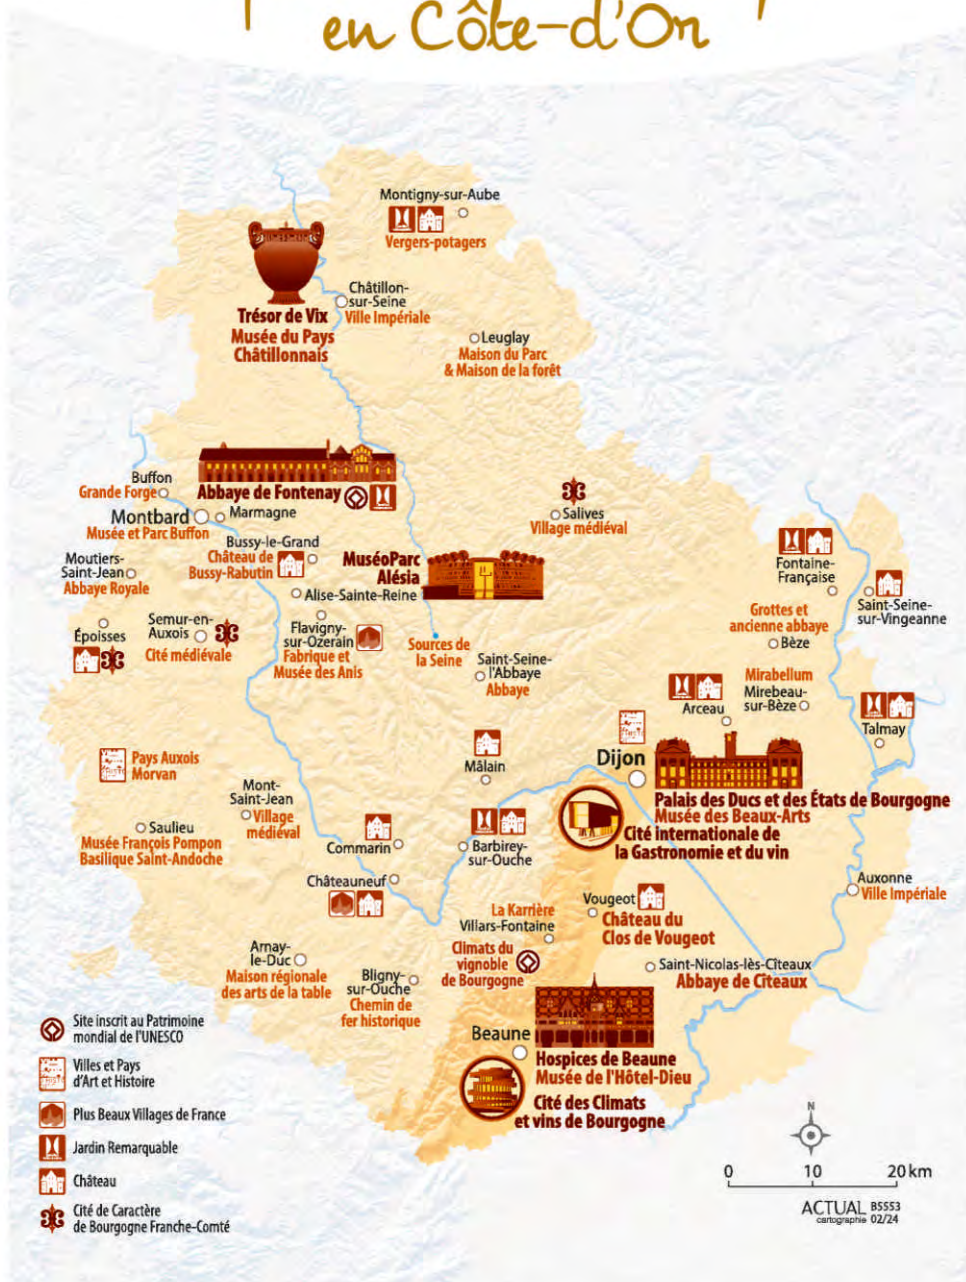 en Côte-d'Or
Montigny-sur-Aube
Vergers-potagers
Châtillon-
sur-Seine
Ville Impériale
Trésor de Vix
Musée du Pays
Châtillonnais
Leuglay
Maison du Parc
& Maison de la forêt
Buffon
Grande Forge
Abbaye de Fontenay
Montbard
Marmagne
Musée et Parc Buffon
Salives
Village médiéval
Bussy-le-Grand
Château de
Bussy-Rabutin
MuséoParc
Alésia
Moutiers-
Saint-Jean
Abbaye Royale
Alise-Sainte-Reine
Fontaine-
Française
Saint-Seine-
sur-Vingeanne
Époisses
Semur-en-
Auxois
Cité médiévale
Flavigny-
sur-Ozerain
Fabrique et
Musée des Anis
Sources de
la Seine
Saint-Seine-
l'Abbaye
Abbaye
Grottes et
ancienne abbaye
Bèze
Mirabellum
Mirebeau-
sur-Bèze
Arceau
Talmay
Pays Auxois
Morvan
Mâlain
Dijon
Palais des Ducs et des États de Bourgogne
Musée des Beaux-Arts
Cité internationale de
la Gastronomie et du vin
Mont-
Saint-Jean
Village
médiéval
Saulieu
Musée François Pompon
Basilique Saint-Andoche
Commarin
Barbirey-
sur-Ouche
Châteauneuf
Auxonne
Ville Impériale
La Karrière
Villars-Fontaine
Vougeot
Château du
Clos de Vougeot
Climats du
vignoble
de Bourgogne
Arnay-
le-Duc
Maison régionale
des arts de la table
Bligny-
sur-Ouche
Chemin de
fer historique
Saint-Nicolas-lès-Cîteaux
Abbaye de Cîteaux
Beaune
Hospices de Beaune
Musée de l'Hôtel-Dieu
Cité des Climats
et vins de Bourgogne
Site inscrit au Patrimoine
mondial de l'UNESCO
Villes et Pays
d'Art et Histoire
Plus Beaux Villages de France
Jardin Remarquable
Château
Cité de Caractère
de Bourgogne Franche-Comté
N
0 10 20 km
ACTUAL B5553
cartographie 02/24